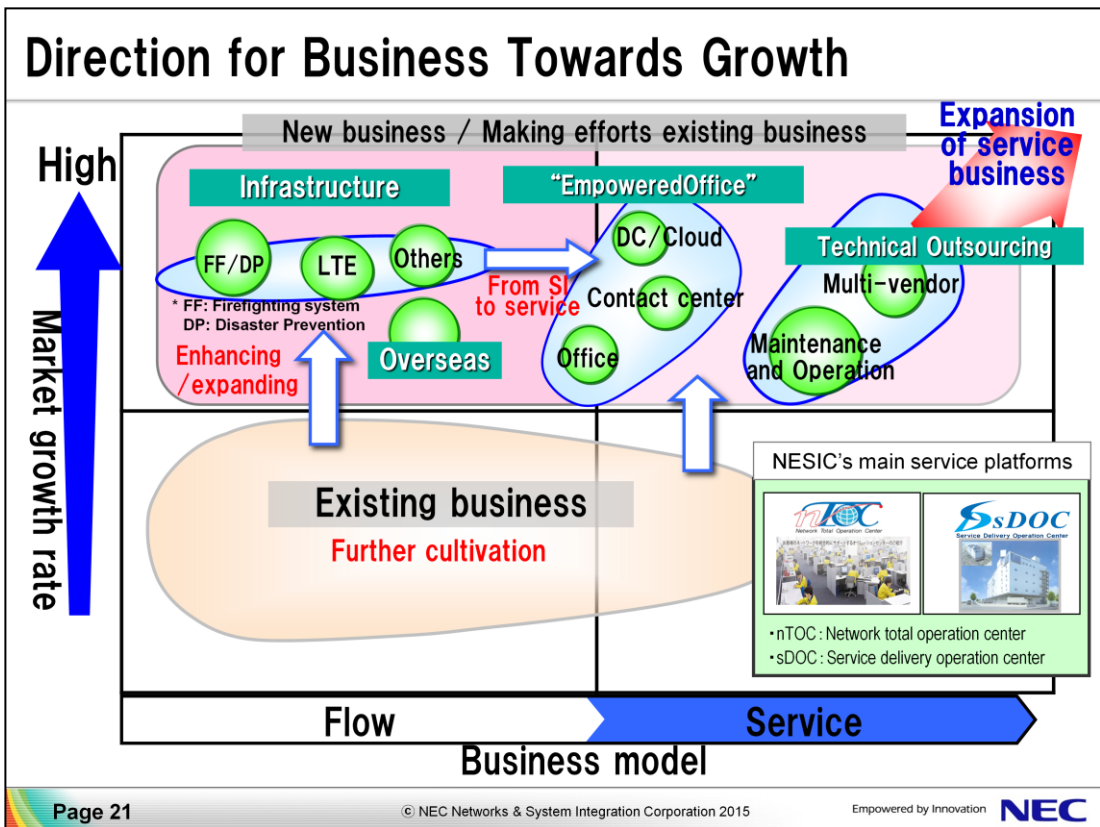 Direction for Business Towards Growth
New business / Making efforts existing business
Expansion
of service
business
High
Market growth rate
Infrastructure
"EmpoweredOffice"
Technical Outsourcing
FF/DP
LTE
Others
* FF: Firefighting system
DP: Disaster Prevention
Enhancing
/expanding
Overseas
From SI
to service
DC/Cloud
Contact center
Office
Multi-vendor
Maintenance
and Operation
Existing business
Further cultivation
NESIC's main service platforms
nTOC
Network Total Operation Center
sDOC
Service Delivery Operation Center
・nTOC : Network total operation center
・sDOC : Service delivery operation center
Flow
Service
Business model
Page 21
© NEC Networks & System Integration Corporation 2015
Empowered by Innovation
NEC